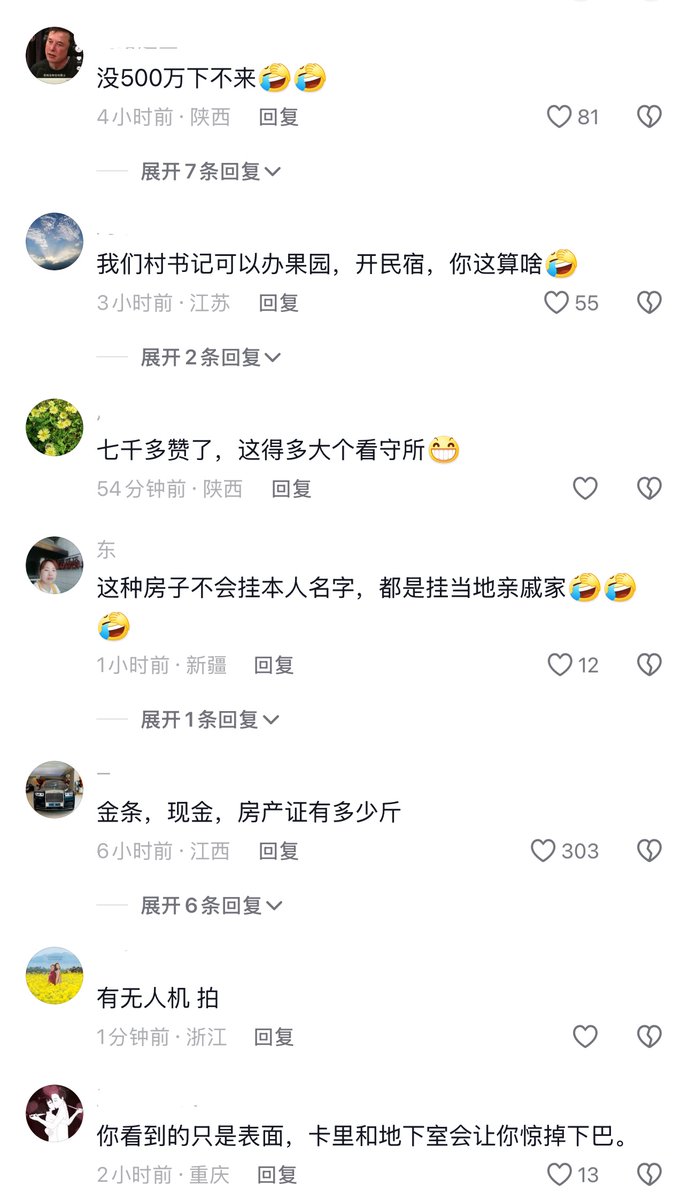 没500万下不来🤣🤣
4小时前·陕西 回复 81
展开7条回复
我们村书记可以办果园，开民宿，你这算啥🤣
3小时前·江苏 回复 55
展开2条回复
七千多赞了，这得多大个看守所😁
54分钟前·陕西 回复
东
这种房子不会挂本人名字，都是挂当地亲戚家🤣🤣
🤣
1小时前·新疆 回复 12
展开1条回复
金条，现金，房产证有多少斤
6小时前·江西 回复 303
展开6条回复
有无人机 拍
1分钟前·浙江 回复
你看到的只是表面，卡里和地下室会让你惊掉下巴。
2小时前·重庆 回复 13